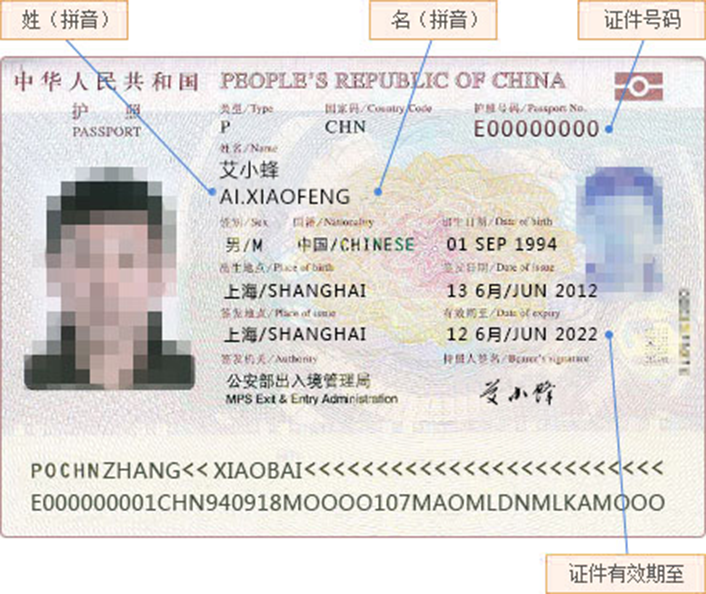 姓（拼音）
名（拼音）
证件号码
中华人民共和国 PEOPLE'S REPUBLIC OF CHINA
护 照
PASSPORT
类型/Type 国家码/Country Code 护照号码/Passport No.
P CHN E00000000
姓名/Name
艾小蜂
AI.XIAOFENG
性别/Sex 国籍/Nationality 出生日期/Date of birth
男/M 中国/CHINESE 01 SEP 1994
出生地点/Place of birth 签发日期/Date of issue
上海/SHANGHAI 13 6月/JUN 2012
签发地点/Place of issue 有效期至/Date of expiry
上海/SHANGHAI 12 6月/JUN 2022
签发机关/Authority 持照人签名/Bearer's signature
公安部出入境管理局
MPS Exit & Entry Administration
艾小蜂
POCHNZHANG<<XIAOBAI<<<<<<<<<<<<<<<<<<<<<<<<<<
E000000001CHN940918MOOOO107MAOMLDNMLKAMOOO
证件有效期至